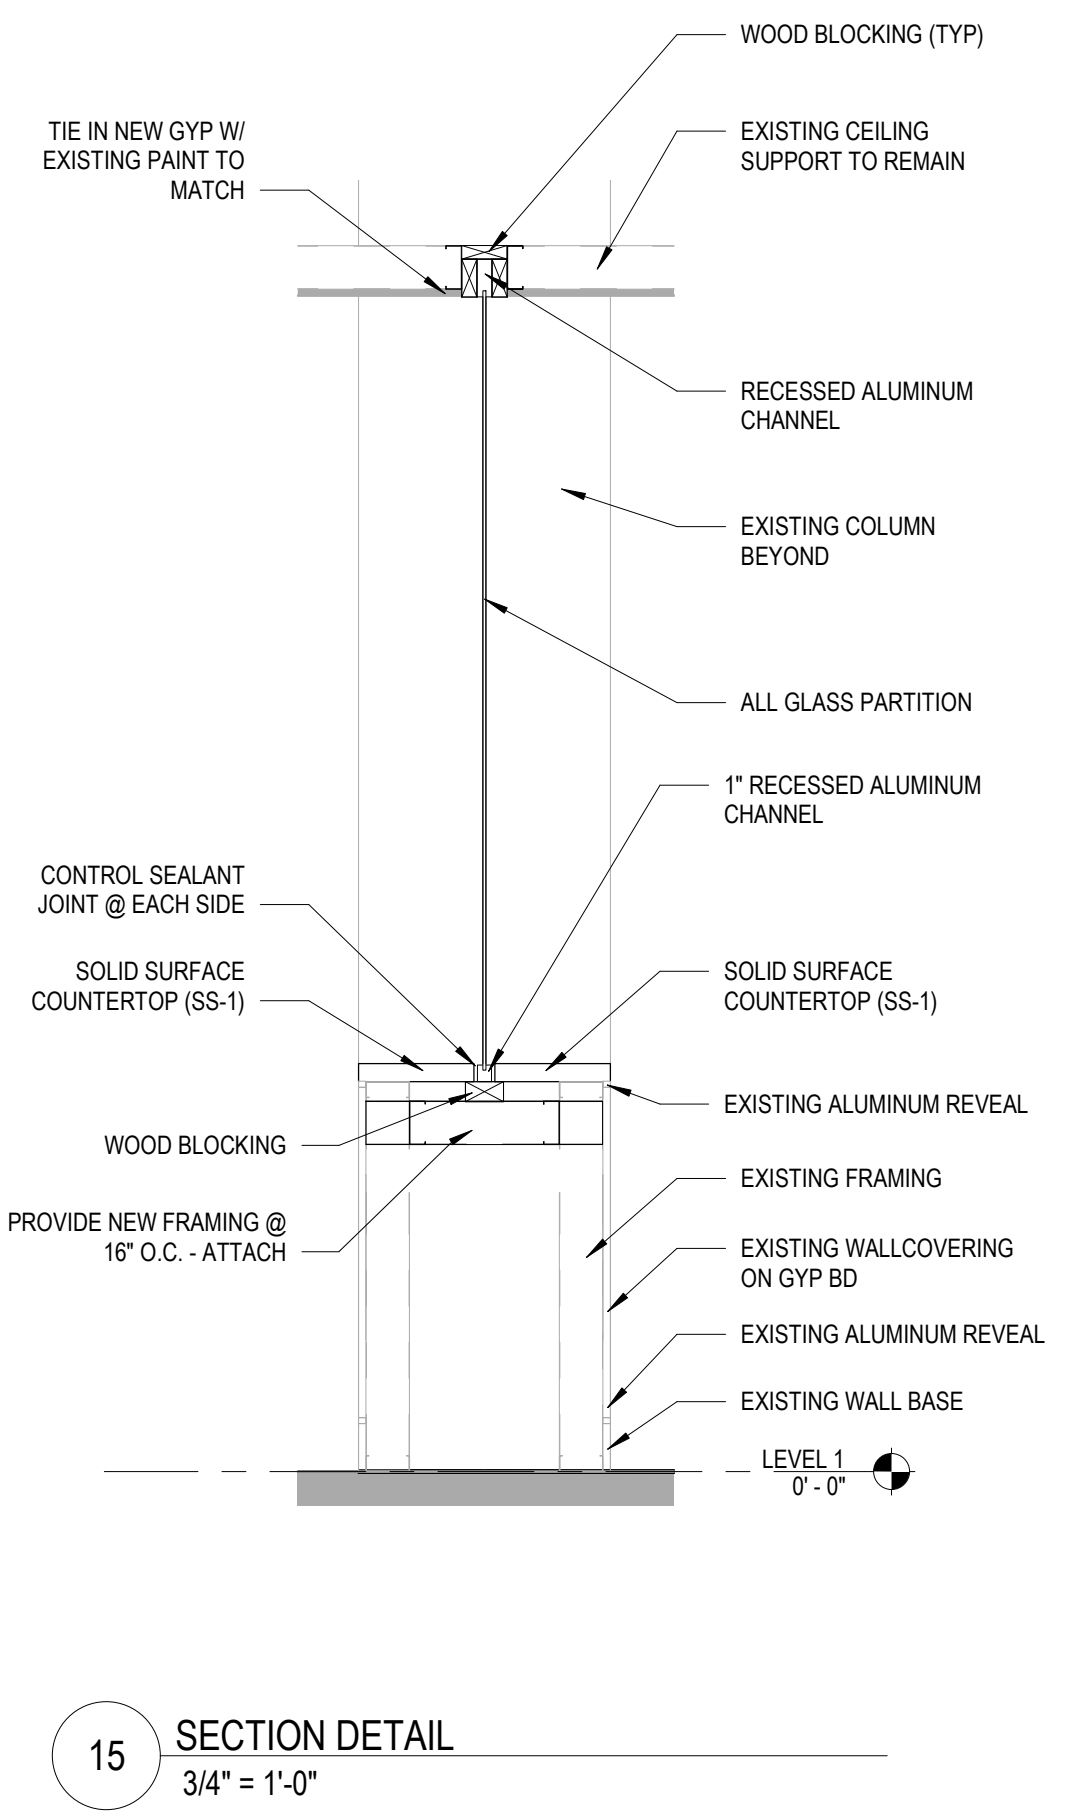 WOOD BLOCKING (TYP)
TIE IN NEW GYP W/
EXISTING PAINT TO
MATCH
EXISTING CEILING
SUPPORT TO REMAIN
RECESSED ALUMINUM
CHANNEL
EXISTING COLUMN
BEYOND
ALL GLASS PARTITION
1" RECESSED ALUMINUM
CHANNEL
CONTROL SEALANT
JOINT @ EACH SIDE
SOLID SURFACE
COUNTERTOP (SS-1)
SOLID SURFACE
COUNTERTOP (SS-1)
EXISTING ALUMINUM REVEAL
WOOD BLOCKING
EXISTING FRAMING
PROVIDE NEW FRAMING @
16" O.C. - ATTACH
EXISTING WALLCOVERING
ON GYP BD
EXISTING ALUMINUM REVEAL
EXISTING WALL BASE
LEVEL 1
0' - 0"
15
SECTION DETAIL
3/4" = 1'-0"